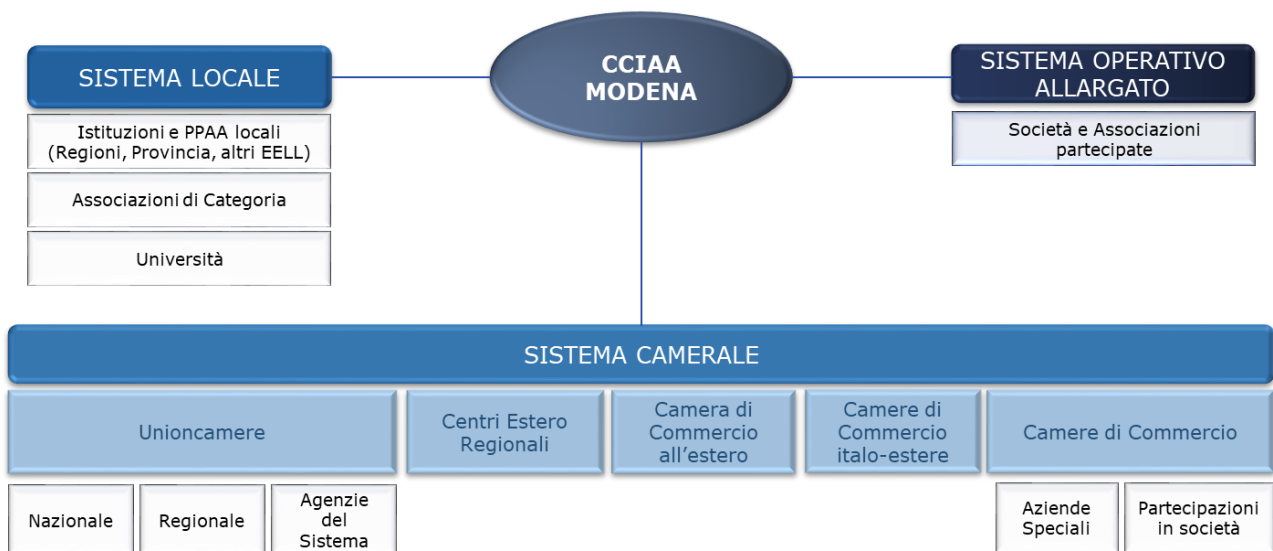 CCIAA
MODENA
SISTEMA LOCALE
Istituzioni e PPAA locali
(Regioni, Provincia, altri EELL)
Associazioni di Categoria
Università
SISTEMA OPERATIVO
ALLARGATO
Società e Associazioni
partecipate
SISTEMA CAMERALE
Unioncamere
Centri Estero
Regionali
Camera di
Commercio
all'estero
Camere di
Commercio
italo-estere
Camere di Commercio
Nazionale
Regionale
Agenzie
del
Sistema
Aziende
Speciali
Partecipazioni
in società